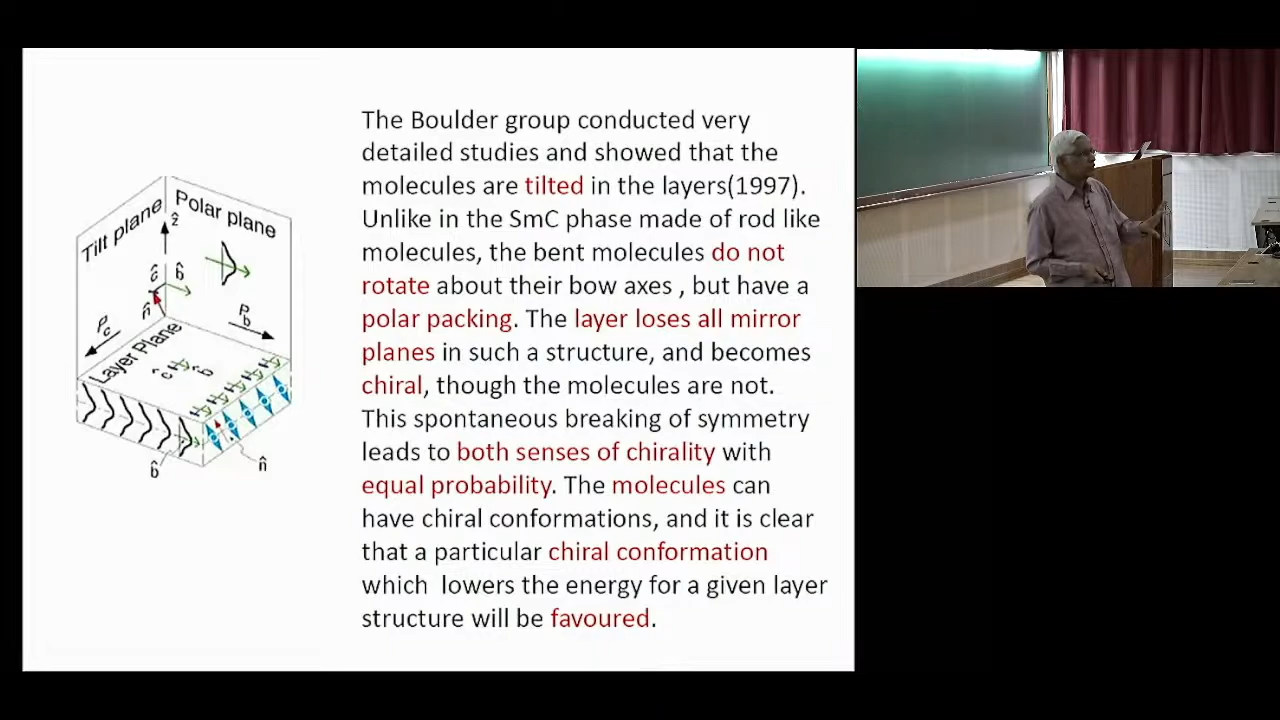 The Boulder group conducted very
detailed studies and showed that the
molecules are tilted in the layers(1997).
Unlike in the SmC phase made of rod like
molecules, the bent molecules do not
rotate about their bow axes , but have a
polar packing. The layer loses all mirror
planes in such a structure, and becomes
chiral, though the molecules are not.
This spontaneous breaking of symmetry
leads to both senses of chirality with
equal probability. The molecules can
have chiral conformations, and it is clear
that a particular chiral conformation
which lowers the energy for a given layer
structure will be favoured.
Tilt plane
Polar plane
ẑ
ĉ
b̂
n̂
Pc
Pb
Layer Plane
ĉ
b̂
b̂
n̂